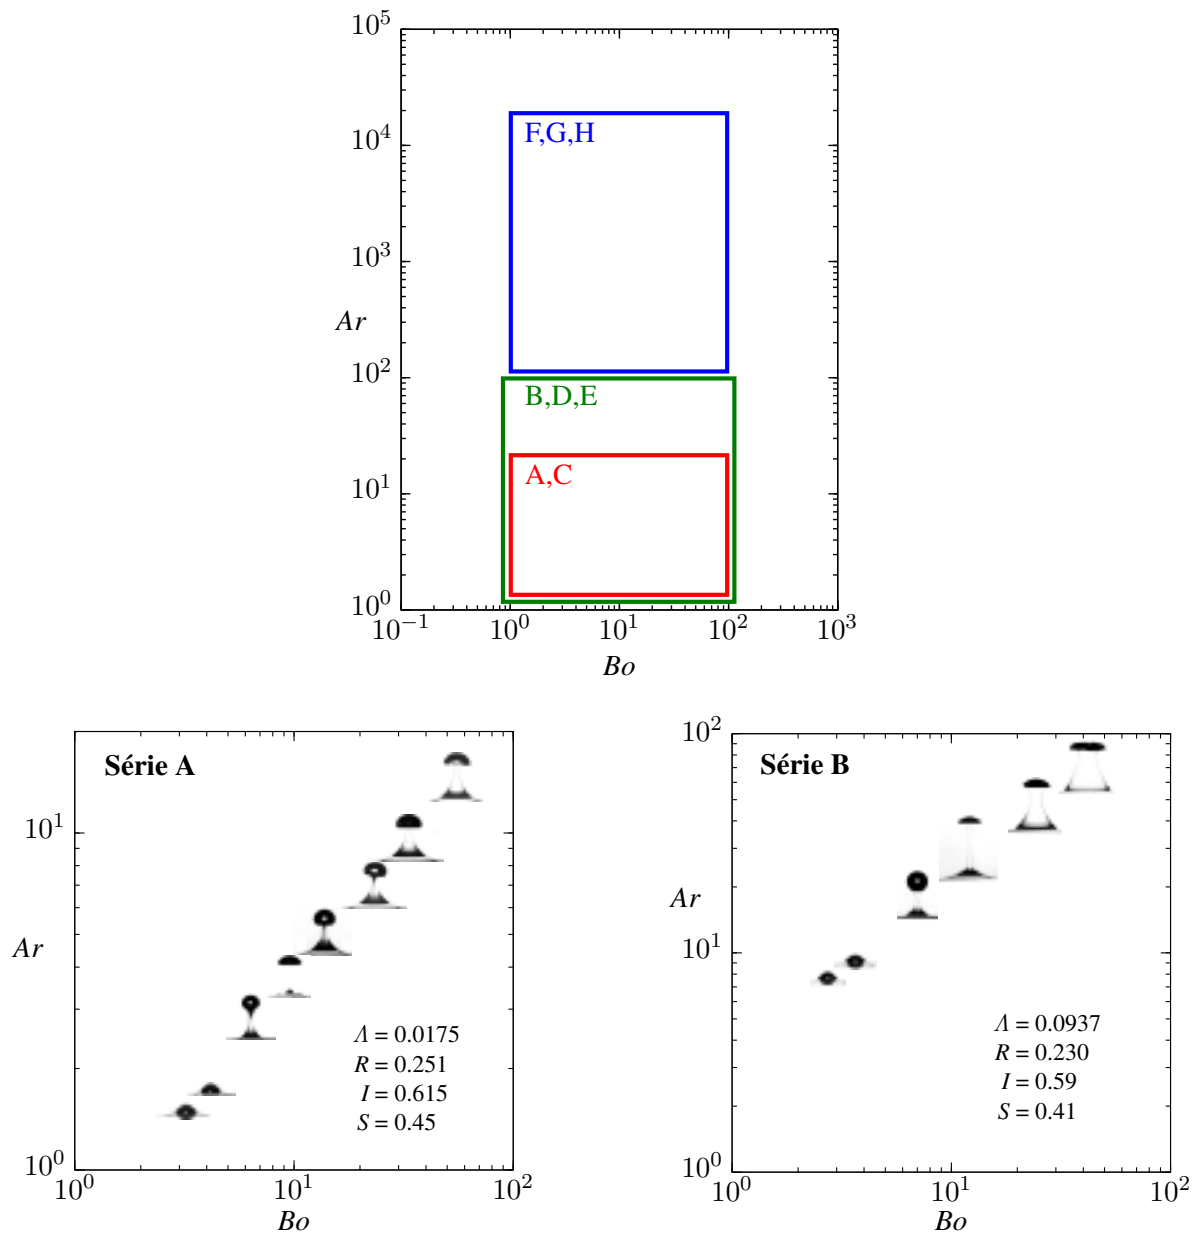 10^5
10^4
10^3
10^2
10^1
10^0
Ar
F,G,H
B,D,E
A,C
10^−1 10^0 10^1 10^2 10^3
Bo
Série A
10^1
10^0
Ar
Λ = 0.0175
R = 0.251
I = 0.615
S = 0.45
10^0 10^1 10^2
Bo
Série B
10^2
10^1
10^0
Ar
Λ = 0.0937
R = 0.230
I = 0.59
S = 0.41
10^0 10^1 10^2
Bo